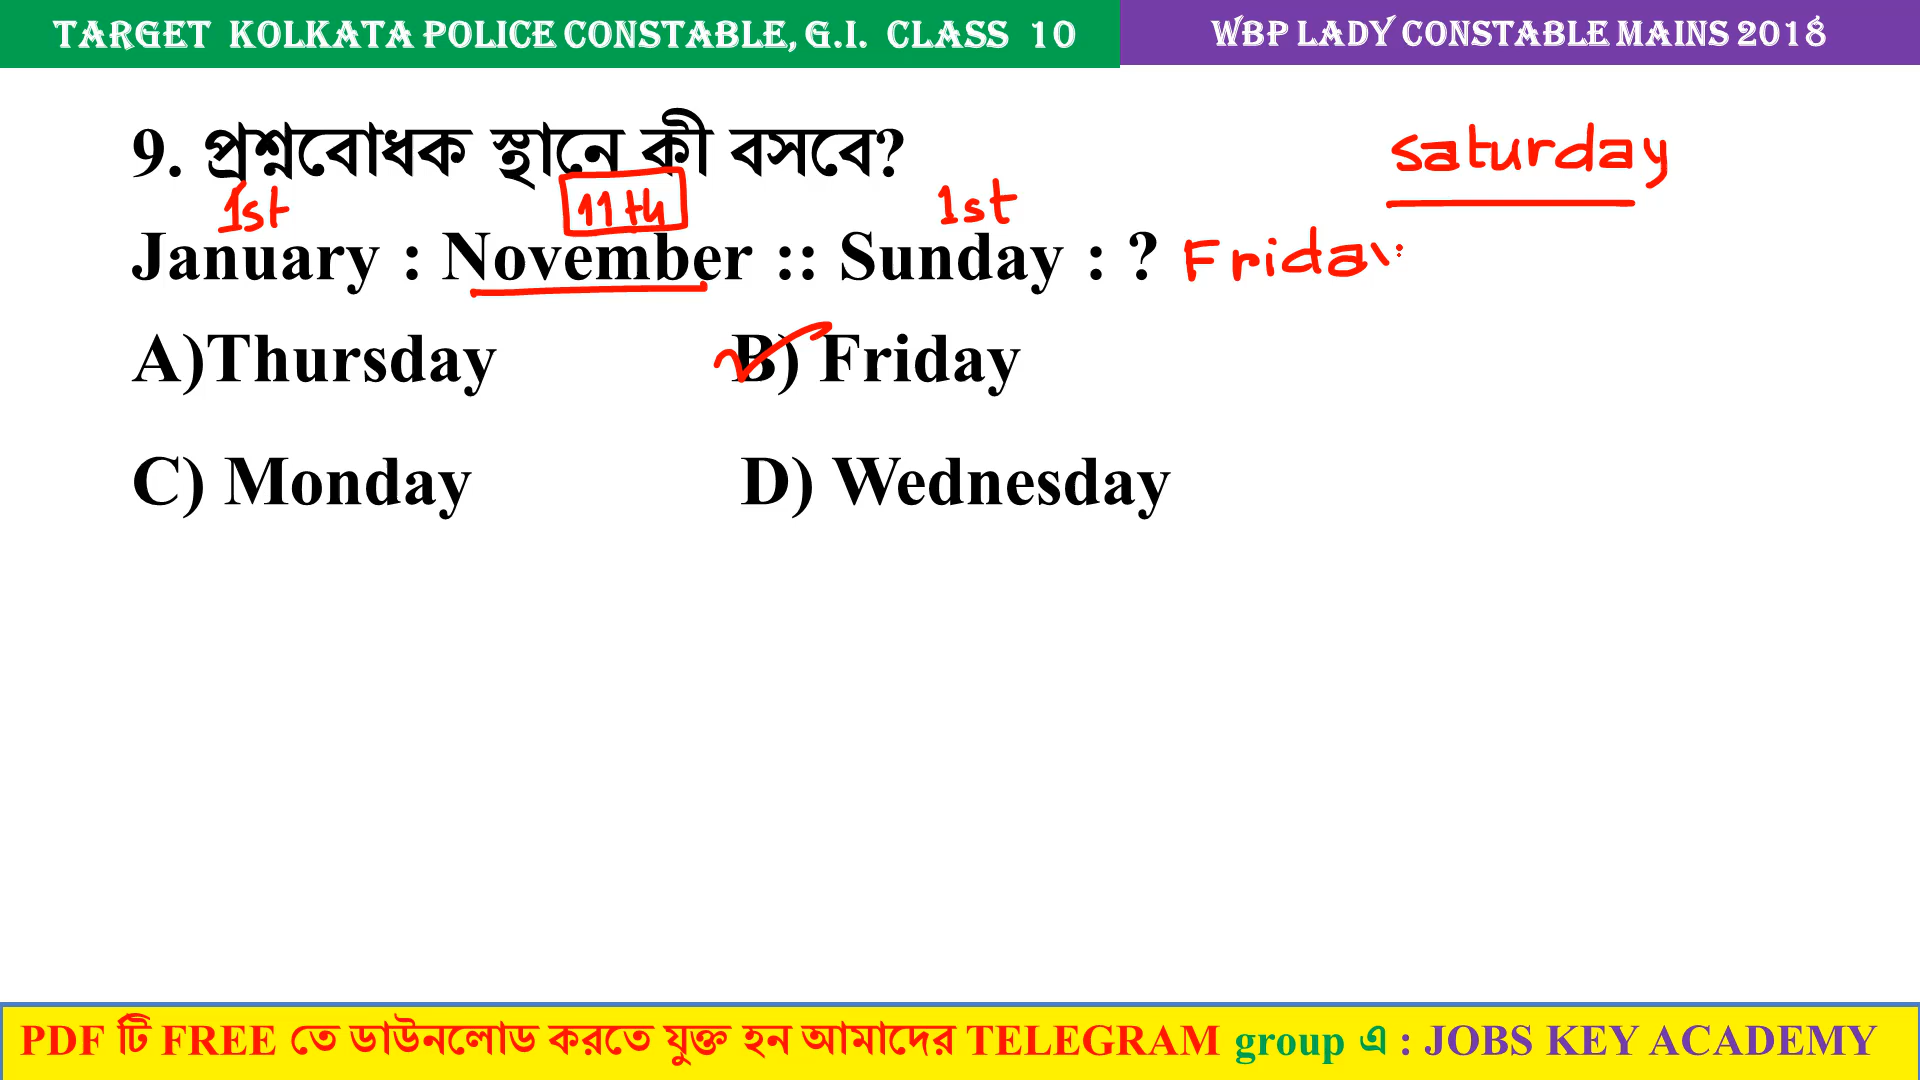 TARGET KOLKATA POLICE CONSTABLE, G.I. CLASS 10
WBP LADY CONSTABLE MAINS 2018
9. প্রশ্নবোধক স্থানে কী বসবে?
saturday
1st 11th 1st
January : November :: Sunday : ? Friday
A)Thursday B) Friday
C) Monday D) Wednesday
PDF টি FREE তে ডাউনলোড করতে যুক্ত হন আমাদের TELEGRAM group এ : JOBS KEY ACADEMY